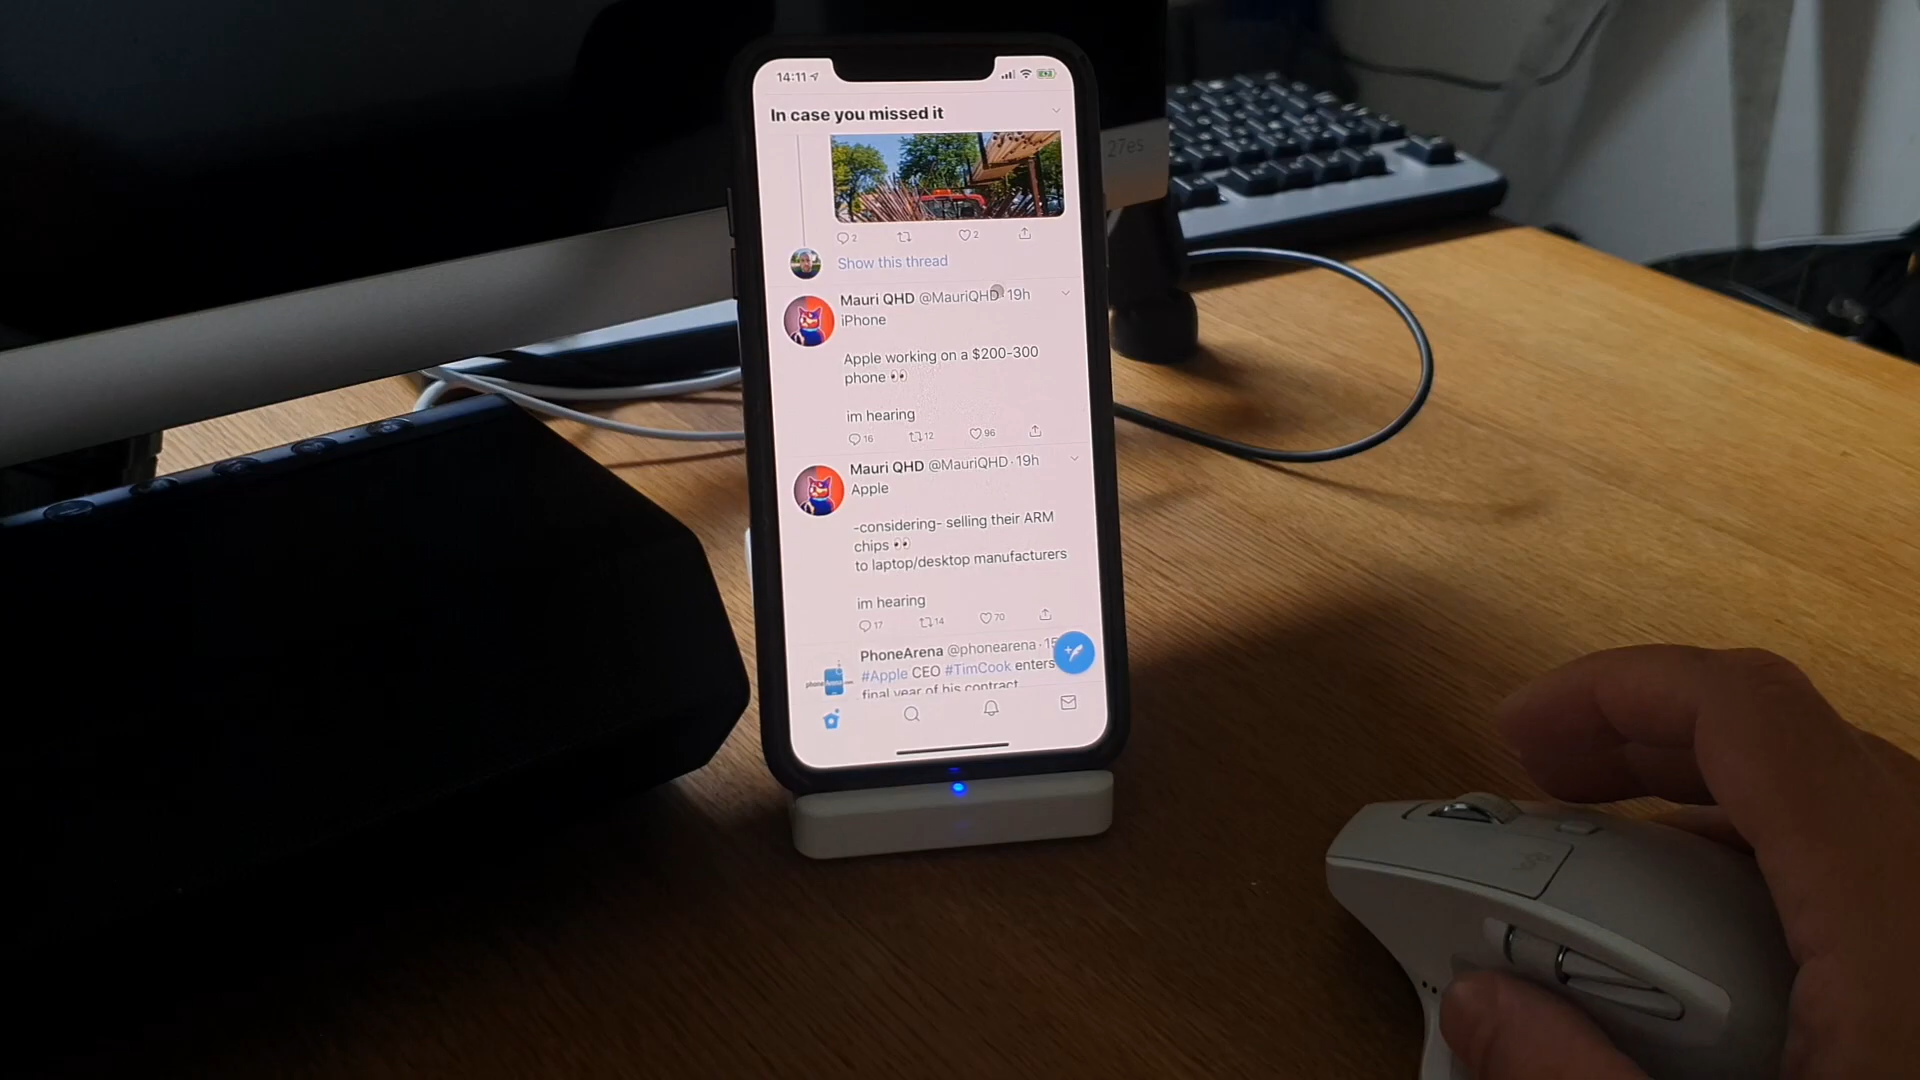 14:11
27es
In case you missed it
2 2
Show this thread
Mauri QHD @MauriQHD · 19h
iPhone
Apple working on a $200-300
phone 👀
im hearing
16 12 96
Mauri QHD @MauriQHD · 19h
Apple
-considering- selling their ARM
chips 👀
to laptop/desktop manufacturers
im hearing
17 14 70
PhoneArena @phonearena · 15
#Apple CEO #TimCook enters
final year of his contract
logi